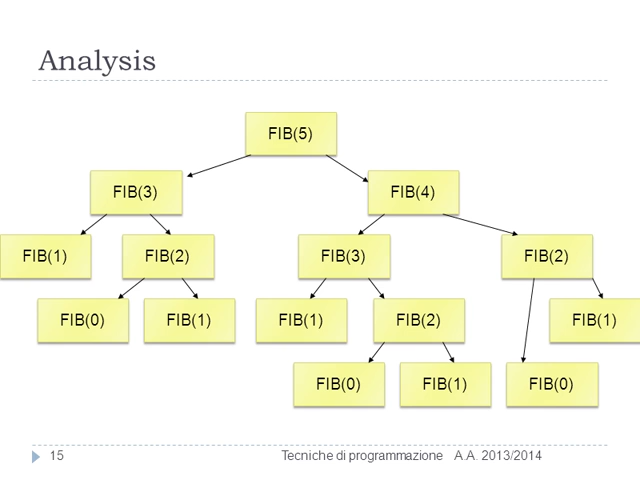 Analysis
FIB(5)
FIB(3) FIB(4)
FIB(1) FIB(2) FIB(3) FIB(2)
FIB(0) FIB(1) FIB(1) FIB(2) FIB(1)
FIB(0) FIB(1) FIB(0)
15 Tecniche di programmazione A.A. 2013/2014